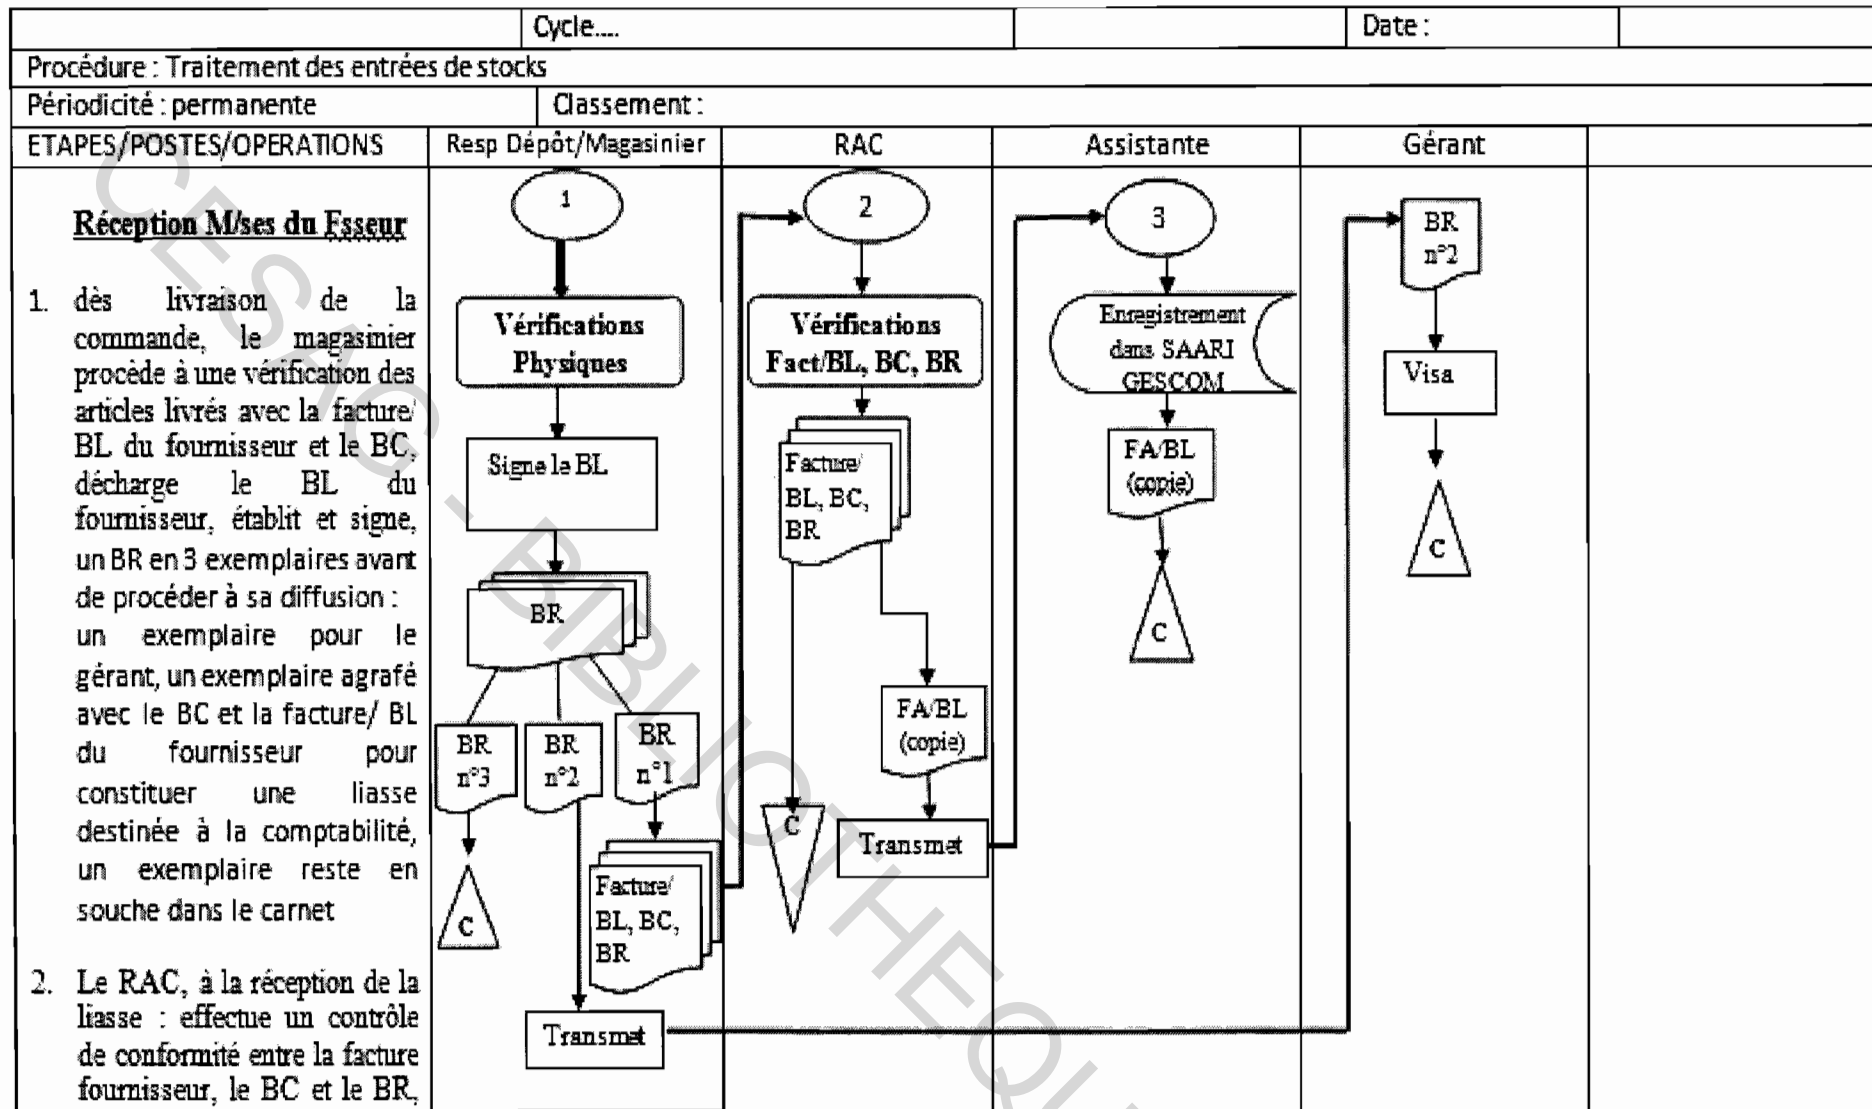 Cycle....
Date :
Procédure : Traitement des entrées de stocks
Périodicité : permanente
Classement :
ETAPES/POSTES/OPERATIONS
Resp Dépôt/Magasinier
RAC
Assistante
Gérant
Réception M/ses du Fsseur
1. dès livraison de la
commande, le magasinier
procède à une vérification des
articles livrés avec la facture/
BL du fournisseur et le BC,
décharge le BL du
fournisseur, établit et signe,
un BR en 3 exemplaires avant
de procéder à sa diffusion :
un exemplaire pour le
gérant, un exemplaire agrafé
avec le BC et la facture/ BL
du fournisseur pour
constituer une liasse
destinée à la comptabilité,
un exemplaire reste en
souche dans le carnet
2. Le RAC, à la réception de la
liasse : effectue un contrôle
de conformité entre la facture
fournisseur, le BC et le BR,
1
Vérifications
Physiques
Signe le BL
BR
BR
n°3
BR
n°2
BR
n°1
C
Facture/
BL, BC,
BR
Transmet
2
Vérifications
Fact/BL, BC, BR
Facture/
BL, BC,
BR
FA/BL
(copie)
C
Transmet
3
Enregistrement
dans SAARI
GESCOM
FA/BL
(copie)
C
BR
n°2
Visa
C
CESAG - BIBLIOTHEQU